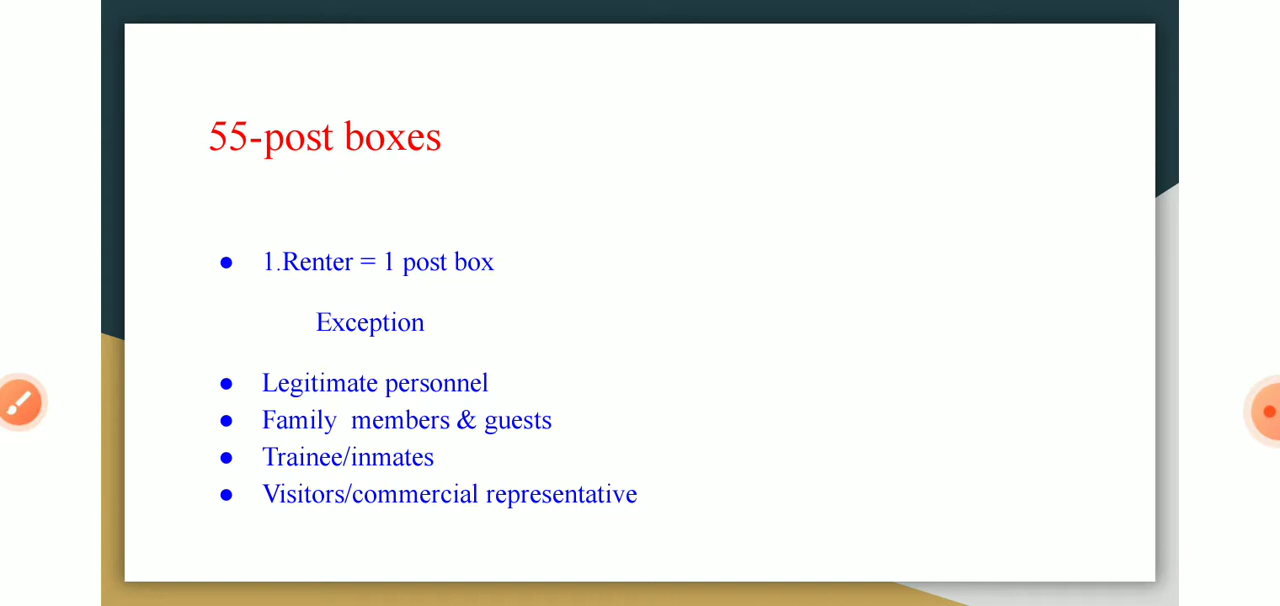 55-post boxes
● 1.Renter = 1 post box
Exception
● Legitimate personnel
● Family members & guests
● Trainee/inmates
● Visitors/commercial representative